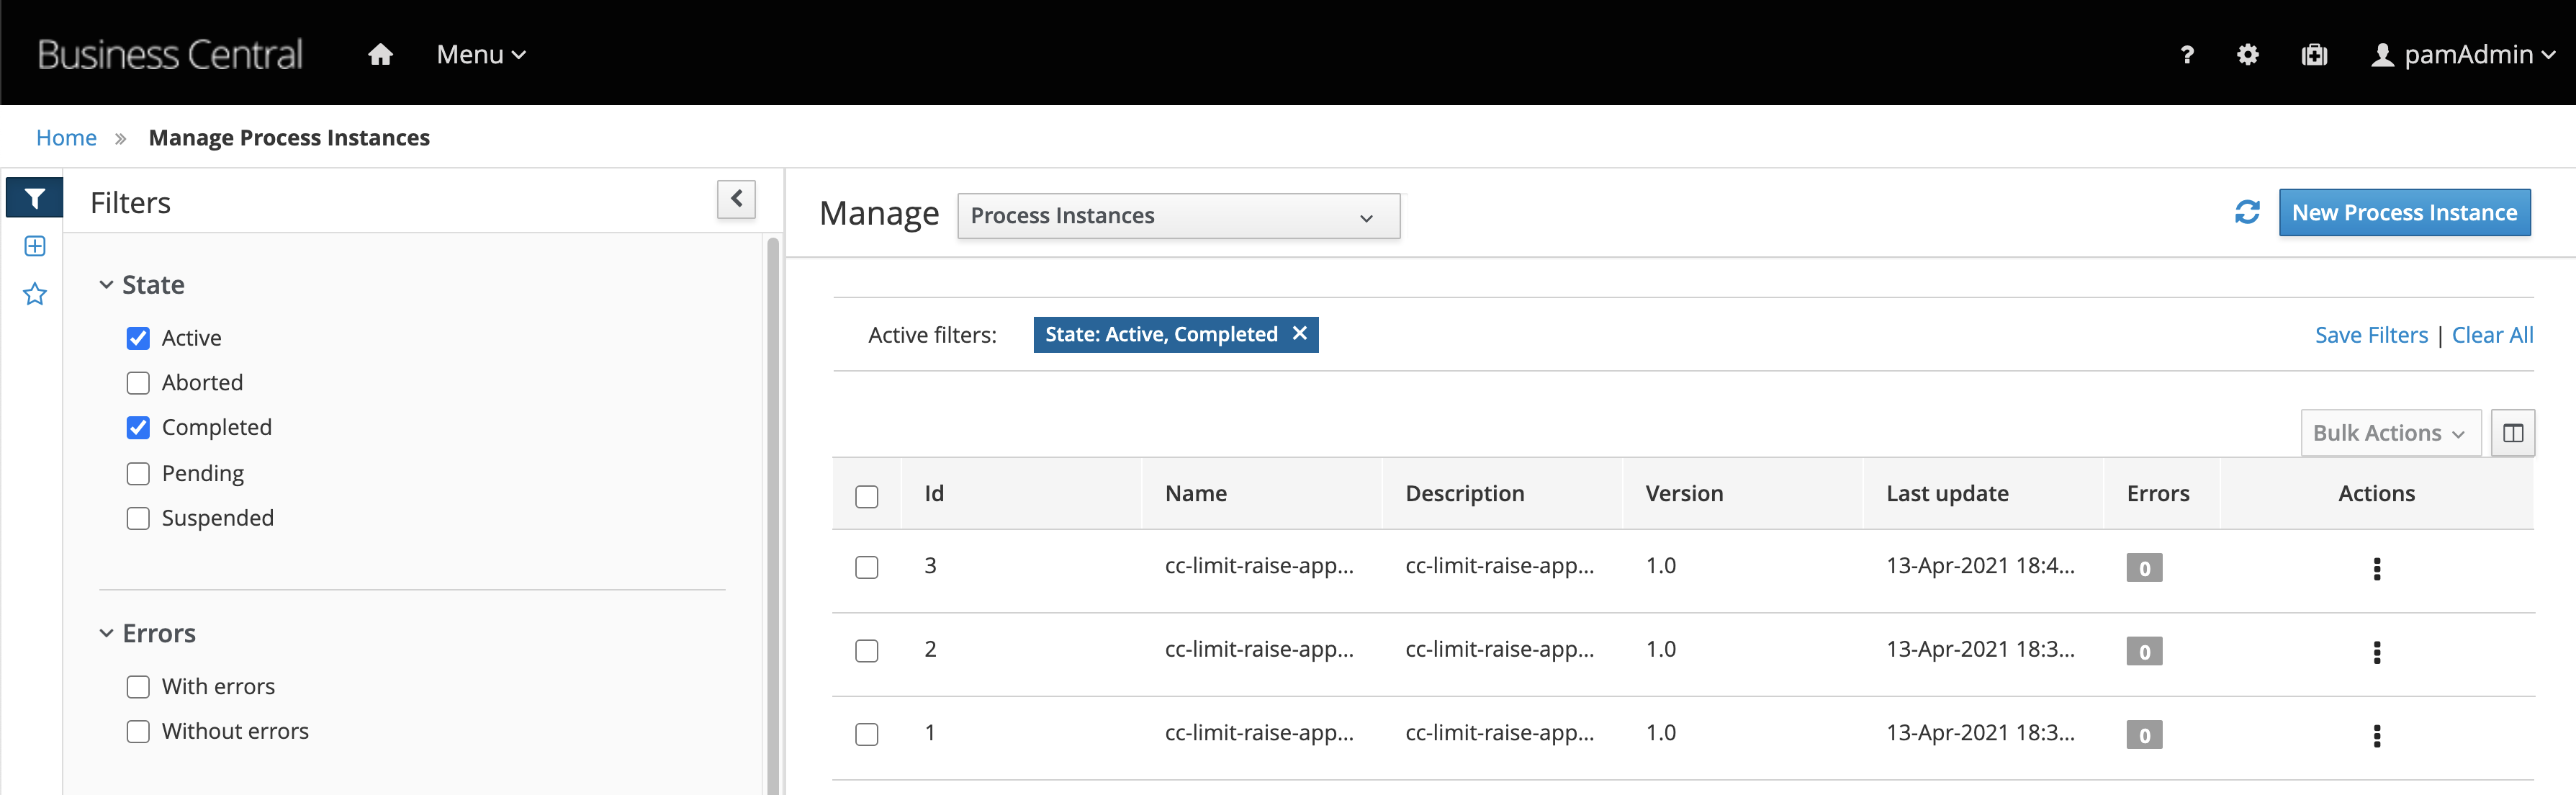 Business Central Menu ? pamAdmin
Home » Manage Process Instances
Filters
State
Active
Aborted
Completed
Pending
Suspended
Errors
With errors
Without errors
Manage Process Instances New Process Instance
Active filters: State: Active, Completed × Save Filters | Clear All
Bulk Actions
Id Name Description Version Last update Errors Actions
3 cc-limit-raise-app... cc-limit-raise-app... 1.0 13-Apr-2021 18:4... 0
2 cc-limit-raise-app... cc-limit-raise-app... 1.0 13-Apr-2021 18:3... 0
1 cc-limit-raise-app... cc-limit-raise-app... 1.0 13-Apr-2021 18:3... 0